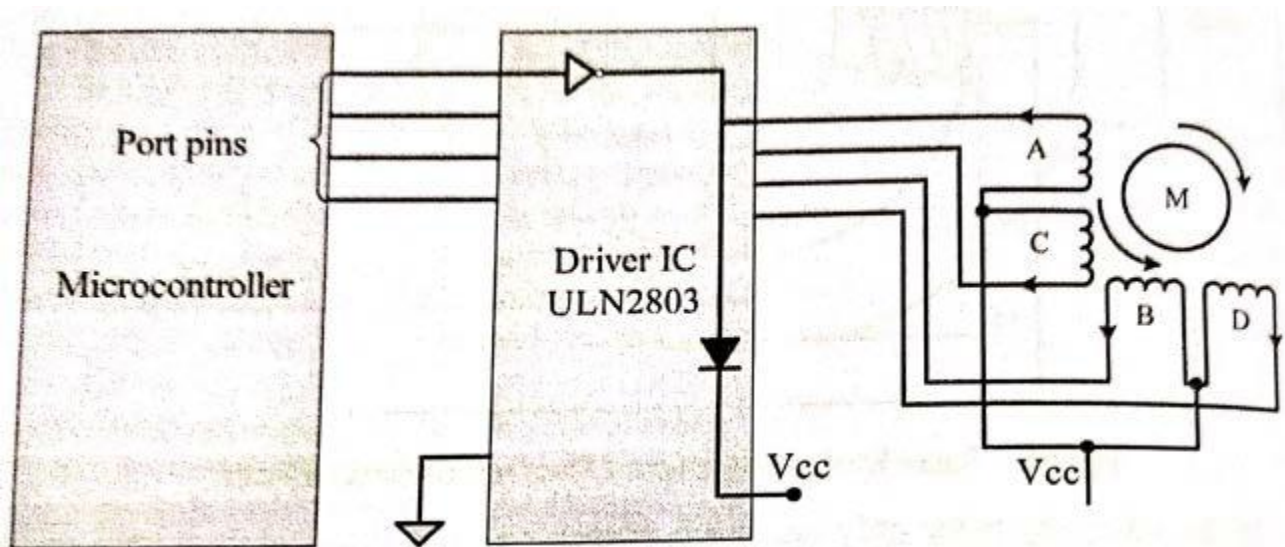 Port pins
Microcontroller
Driver IC
ULN2803
Vcc
A
C
M
B
D
Vcc